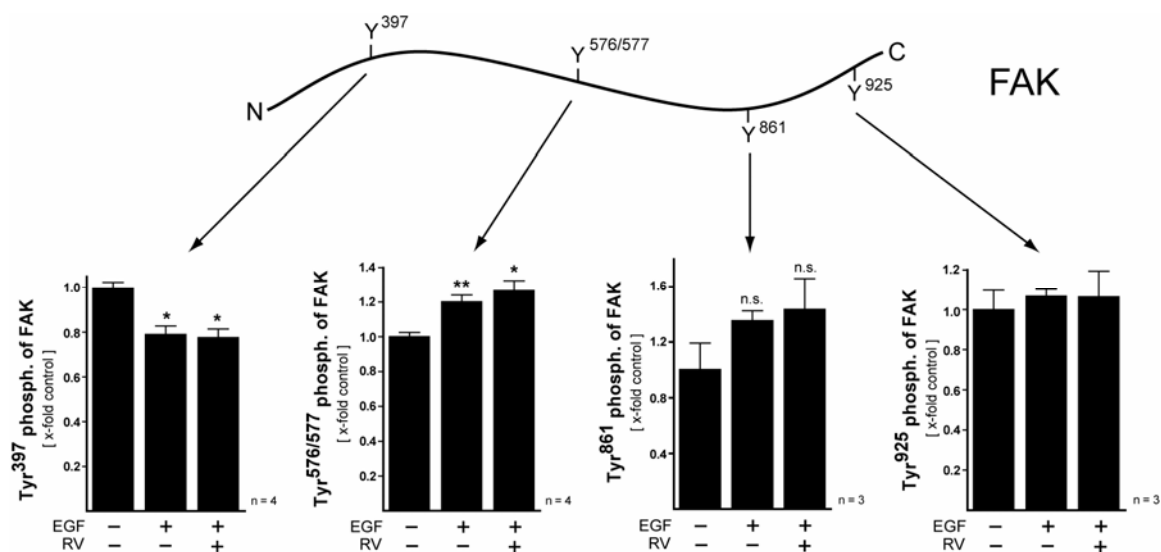 Y397
Y576/577
C
Y925
FAK
N
Y861
Tyr397 phosph. of FAK
[ x-fold control ]
1.0
0.8
0.6
0.4
0.2
*
*
n = 4
EGF – + +
RV – – +
Tyr576/577 phosph. of FAK
[ x-fold control ]
1.4
1.2
1.0
0.8
0.6
0.4
0.2
**
*
n = 4
EGF – + +
RV – – +
Tyr861 phosph. of FAK
[ x-fold control ]
1.6
1.2
0.8
0.4
n.s.
n.s.
n = 3
EGF – + +
RV – – +
Tyr925 phosph. of FAK
[ x-fold control ]
1.2
1.0
0.8
0.6
0.4
0.2
n = 3
EGF – + +
RV – – +